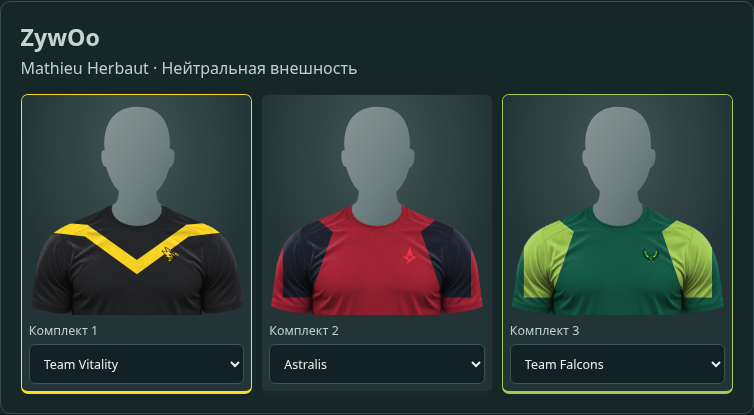 ZywOo
Mathieu Herbaut · Нейтральная внешность
Комплект 1
Team Vitality
Комплект 2
Astralis
Комплект 3
Team Falcons